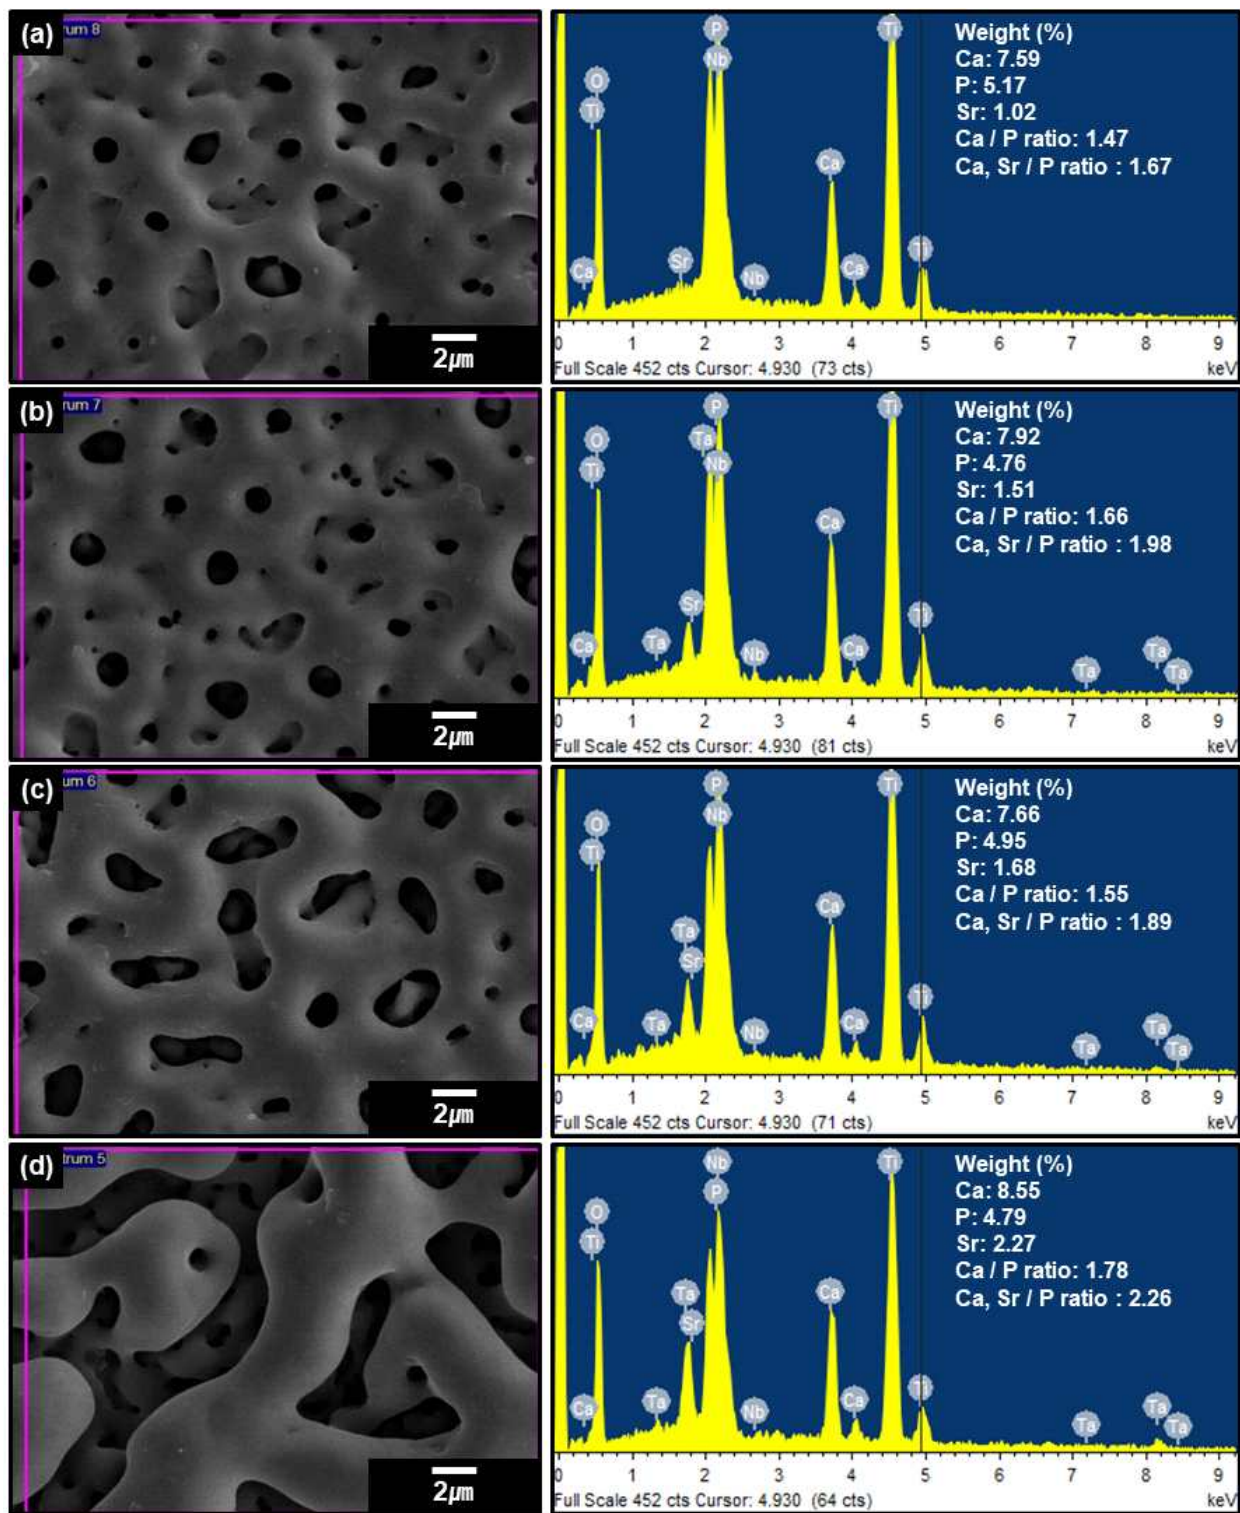 (a)
trum 8
2㎛
O
Ti
P
Nb
Ti
Ca
Ca
Sr
Nb
Ca
Ti
Weight (%)
Ca: 7.59
P: 5.17
Sr: 1.02
Ca / P ratio: 1.47
Ca, Sr / P ratio : 1.67
0 1 2 3 4 5 6 7 8 9
Full Scale 452 cts Cursor: 4.930 (73 cts) keV
(b)
trum 7
2㎛
O
Ti
P
Ta
Nb
Ti
Ca
Sr
Ca
Ta
Nb
Ca
Ti
Ta
Ta
Ta
Weight (%)
Ca: 7.92
P: 4.76
Sr: 1.51
Ca / P ratio: 1.66
Ca, Sr / P ratio : 1.98
0 1 2 3 4 5 6 7 8 9
Full Scale 452 cts Cursor: 4.930 (81 cts) keV
(c)
um 6
2㎛
O
Ti
P
Nb
Ti
Ca
Ta
Sr
Ca
Ta
Nb
Ca
Ti
Ta
Ta
Ta
Weight (%)
Ca: 7.66
P: 4.95
Sr: 1.68
Ca / P ratio: 1.55
Ca, Sr / P ratio : 1.89
0 1 2 3 4 5 6 7 8 9
Full Scale 452 cts Cursor: 4.930 (71 cts) keV
(d)
trum 5
2㎛
O
Ti
Nb
P
Ti
Ca
Ta
Sr
Ca
Ta
Nb
Ca
Ti
Ta
Ta
Ta
Weight (%)
Ca: 8.55
P: 4.79
Sr: 2.27
Ca / P ratio: 1.78
Ca, Sr / P ratio : 2.26
0 1 2 3 4 5 6 7 8 9
Full Scale 452 cts Cursor: 4.930 (64 cts) keV